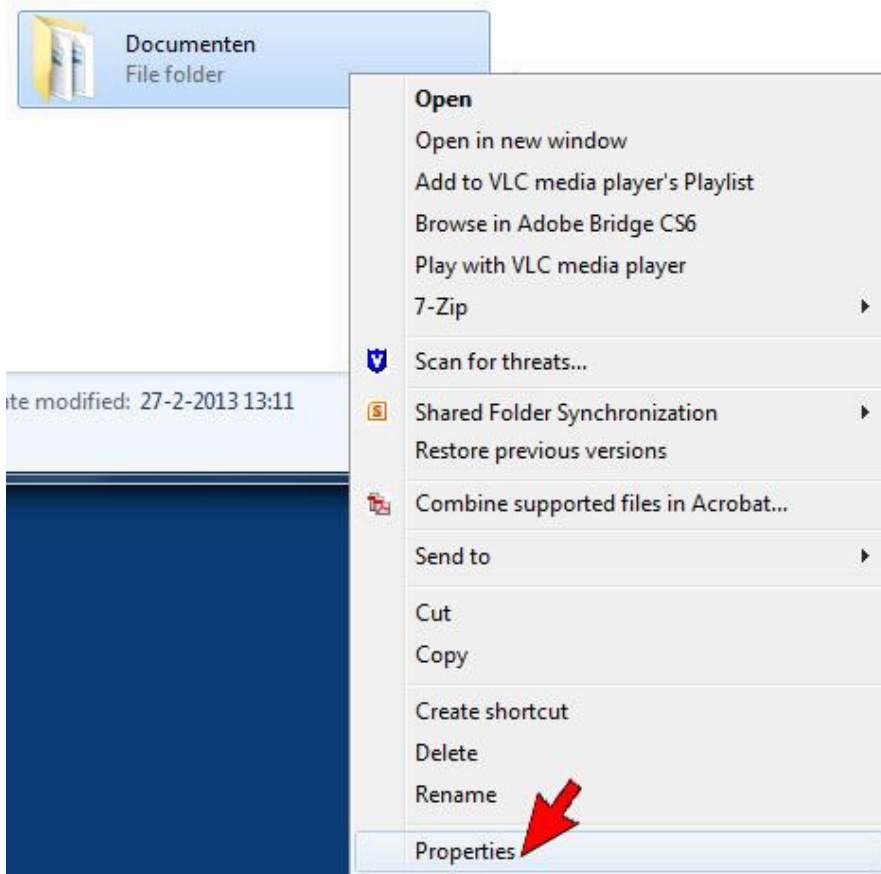 Documenten
File folder
Open
Open in new window
Add to VLC media player's Playlist
Browse in Adobe Bridge CS6
Play with VLC media player
7-Zip
Scan for threats...
te modified: 27-2-2013 13:11
Shared Folder Synchronization
Restore previous versions
Combine supported files in Acrobat...
Send to
Cut
Copy
Create shortcut
Delete
Rename
Properties